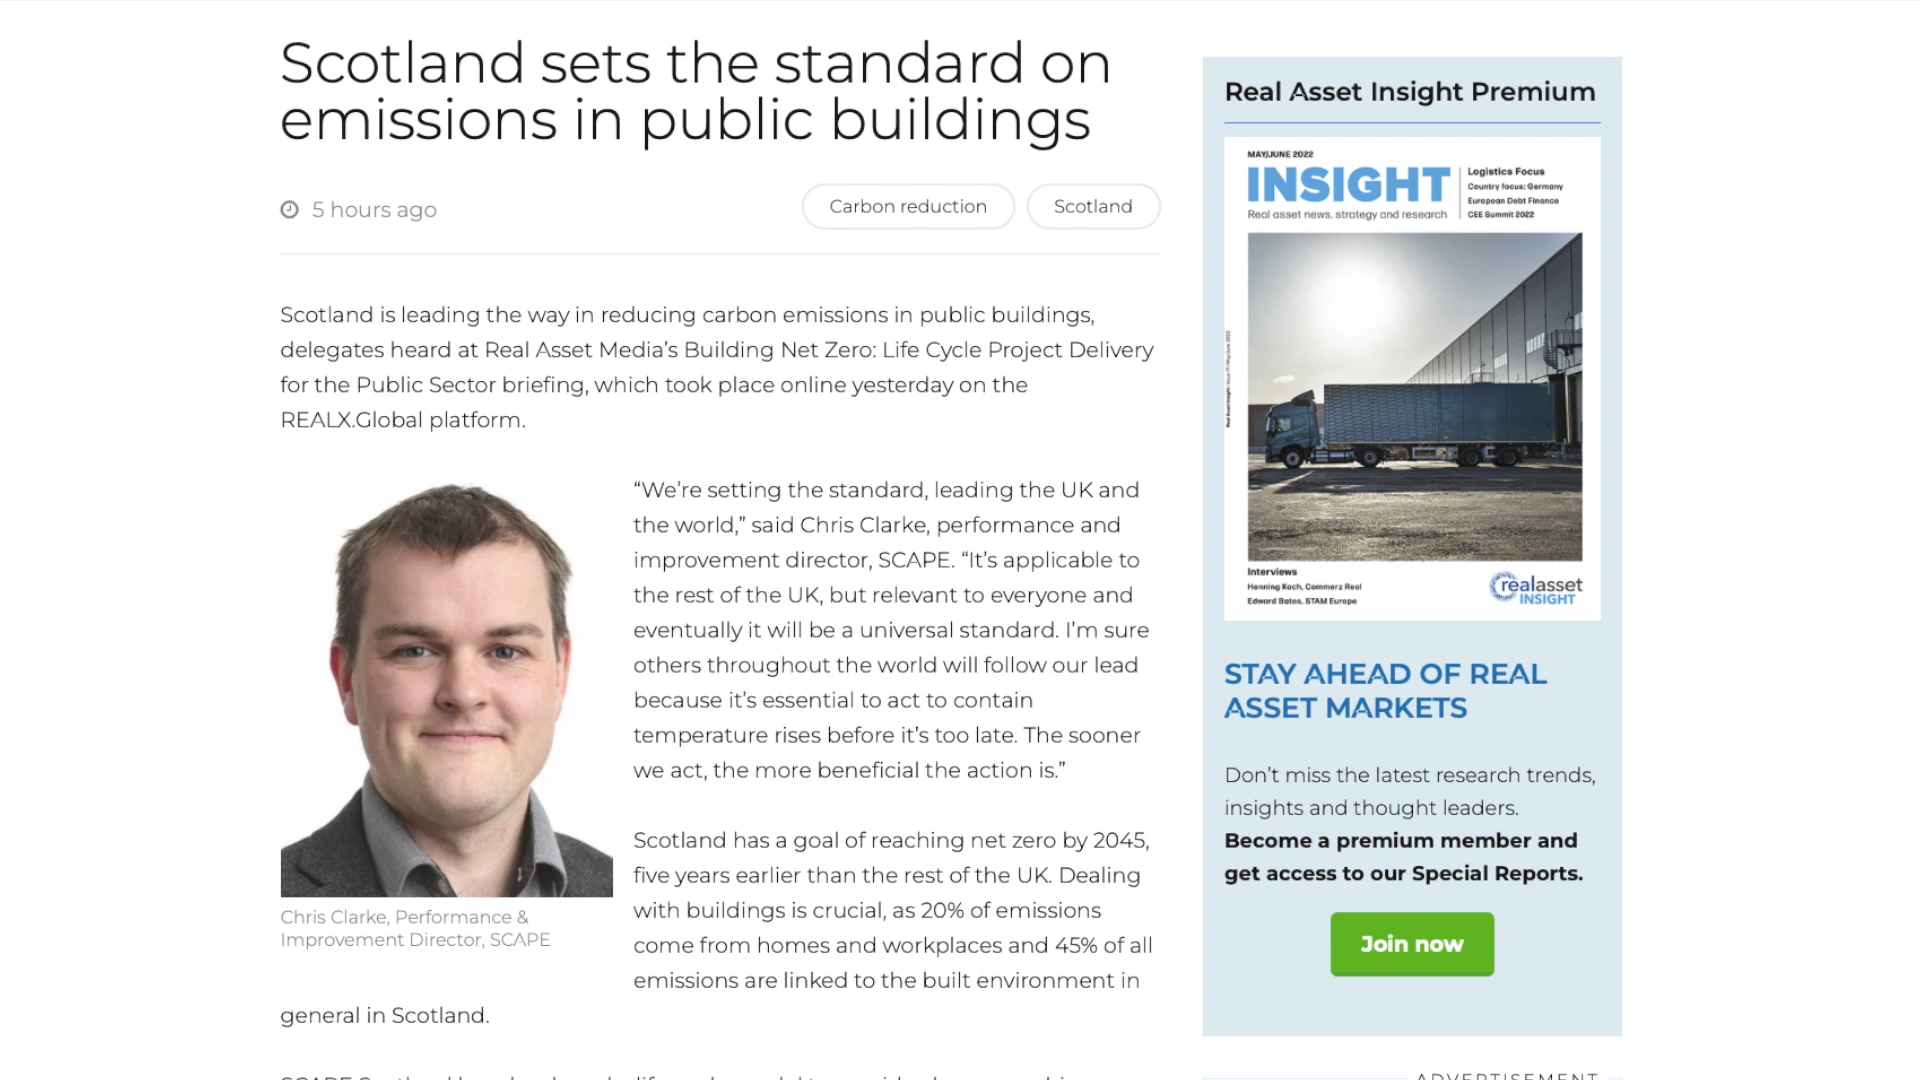 Scotland sets the standard on
emissions in public buildings
5 hours ago
Carbon reduction
Scotland
Scotland is leading the way in reducing carbon emissions in public buildings,
delegates heard at Real Asset Media’s Building Net Zero: Life Cycle Project Delivery
for the Public Sector briefing, which took place online yesterday on the
REALX.Global platform.
“We’re setting the standard, leading the UK and
the world,” said Chris Clarke, performance and
improvement director, SCAPE. “It’s applicable to
the rest of the UK, but relevant to everyone and
eventually it will be a universal standard. I’m sure
others throughout the world will follow our lead
because it’s essential to act to contain
temperature rises before it’s too late. The sooner
we act, the more beneficial the action is.”
Chris Clarke, Performance &
Improvement Director, SCAPE
Scotland has a goal of reaching net zero by 2045,
five years earlier than the rest of the UK. Dealing
with buildings is crucial, as 20% of emissions
come from homes and workplaces and 45% of all
emissions are linked to the built environment in
general in Scotland.
Real Asset Insight Premium
MAY/JUNE 2022
INSIGHT
Real asset news, strategy and research
Logistics Focus
Country focus: Germany
European Debt Finance
CEE Summit 2022
Interviews
Henning Koch, Commerz Real
Edward Bates, STAM Europe
realasset
INSIGHT
STAY AHEAD OF REAL
ASSET MARKETS
Don’t miss the latest research trends,
insights and thought leaders.
Become a premium member and
get access to our Special Reports.
Join now
ADVERTISEMENT